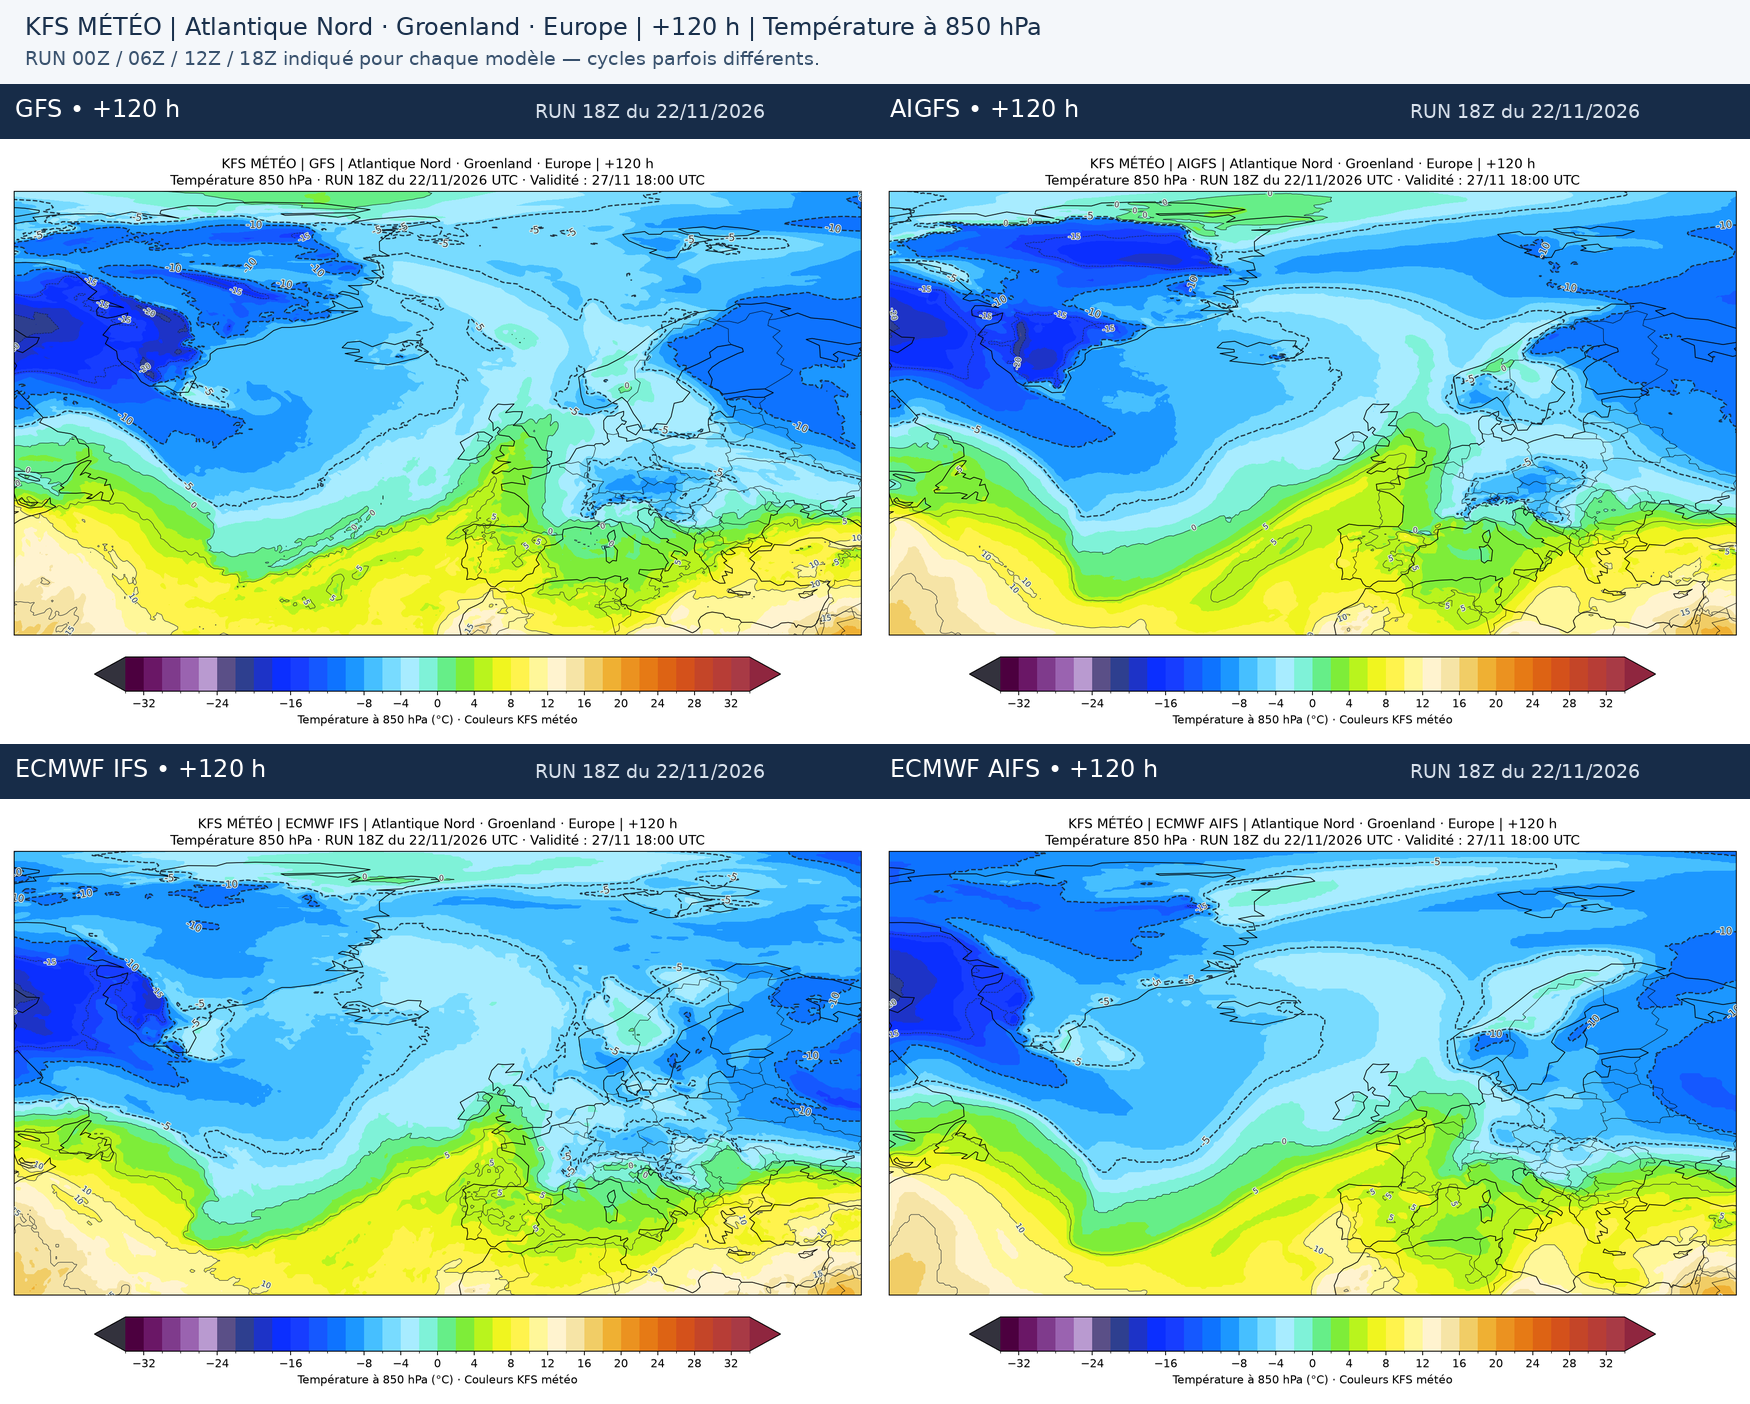 KFS MÉTÉO | Atlantique Nord · Groenland · Europe | +120 h | Température à 850 hPa
RUN 00Z / 06Z / 12Z / 18Z indiqué pour chaque modèle — cycles parfois différents.
GFS • +120 h
RUN 18Z du 22/11/2026
KFS MÉTÉO | GFS | Atlantique Nord · Groenland · Europe | +120 h
Température 850 hPa · RUN 18Z du 22/11/2026 UTC · Validité : 27/11 18:00 UTC
−32 −24 −16 −8 −4 0 4 8 12 16 20 24 28 32
Température à 850 hPa (°C) · Couleurs KFS météo
AIGFS • +120 h
RUN 18Z du 22/11/2026
KFS MÉTÉO | AIGFS | Atlantique Nord · Groenland · Europe | +120 h
Température 850 hPa · RUN 18Z du 22/11/2026 UTC · Validité : 27/11 18:00 UTC
−32 −24 −16 −8 −4 0 4 8 12 16 20 24 28 32
Température à 850 hPa (°C) · Couleurs KFS météo
ECMWF IFS • +120 h
RUN 18Z du 22/11/2026
KFS MÉTÉO | ECMWF IFS | Atlantique Nord · Groenland · Europe | +120 h
Température 850 hPa · RUN 18Z du 22/11/2026 UTC · Validité : 27/11 18:00 UTC
−32 −24 −16 −8 −4 0 4 8 12 16 20 24 28 32
Température à 850 hPa (°C) · Couleurs KFS météo
ECMWF AIFS • +120 h
RUN 18Z du 22/11/2026
KFS MÉTÉO | ECMWF AIFS | Atlantique Nord · Groenland · Europe | +120 h
Température 850 hPa · RUN 18Z du 22/11/2026 UTC · Validité : 27/11 18:00 UTC
−32 −24 −16 −8 −4 0 4 8 12 16 20 24 28 32
Température à 850 hPa (°C) · Couleurs KFS météo